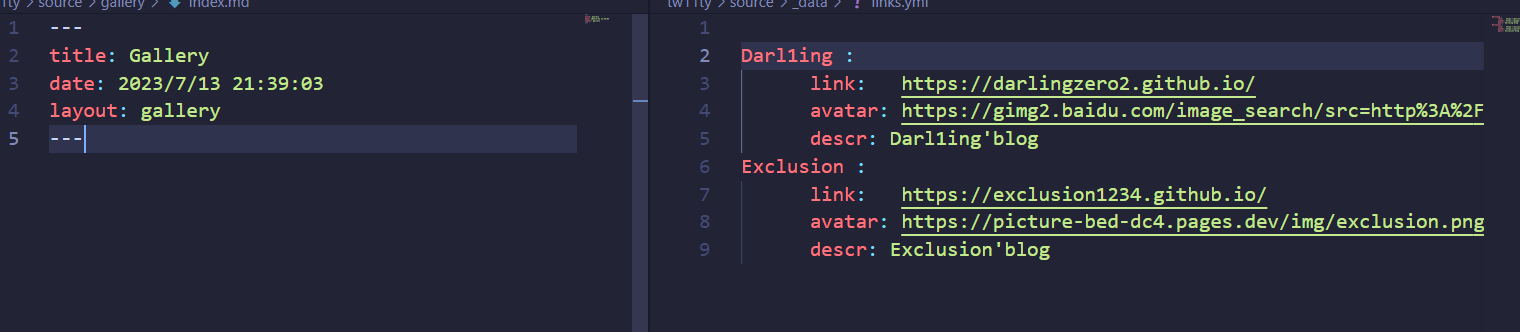 11ty > source > gallery > index.md
1 ---
2 title: Gallery
3 date: 2023/7/13 21:39:03
4 layout: gallery
5 ---
tw11ty > source > _data > ! links.yml
1
2 Darl1ing :
3 link: https://darlingzero2.github.io/
4 avatar: https://gimg2.baidu.com/image_search/src=http%3A%2F
5 descr: Darl1ing'blog
6 Exclusion :
7 link: https://exclusion1234.github.io/
8 avatar: https://picture-bed-dc4.pages.dev/img/exclusion.png
9 descr: Exclusion'blog